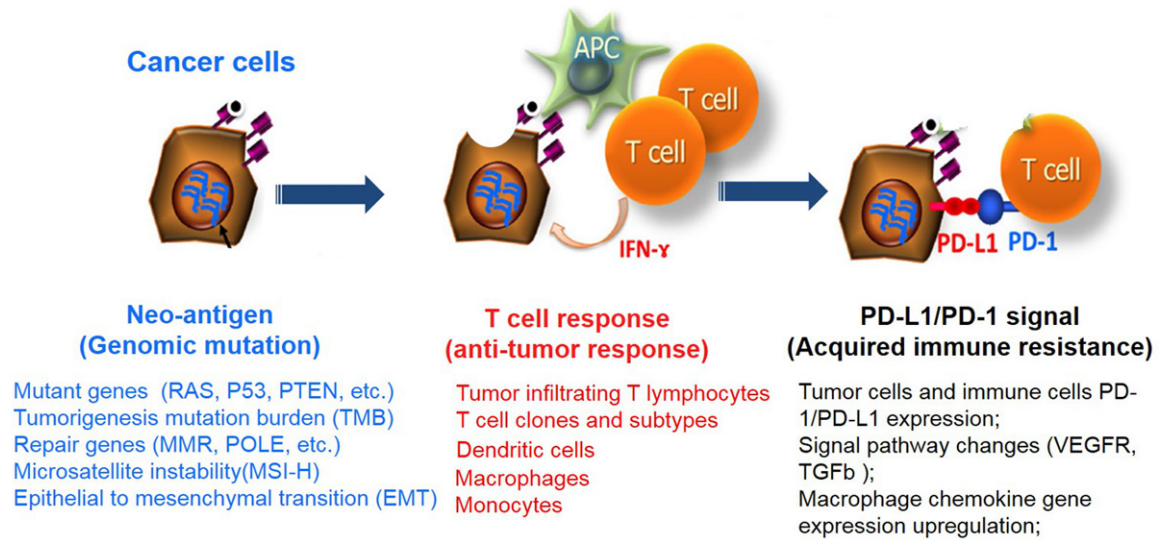 Cancer cells
APC
T cell
T cell
IFN-ɤ
T cell
PD-L1 PD-1
Neo-antigen
(Genomic mutation)
Mutant genes (RAS, P53, PTEN, etc.)
Tumorigenesis mutation burden (TMB)
Repair genes (MMR, POLE, etc.)
Microsatellite instability(MSI-H)
Epithelial to mesenchymal transition (EMT)
T cell response
(anti-tumor response)
Tumor infiltrating T lymphocytes
T cell clones and subtypes
Dendritic cells
Macrophages
Monocytes
PD-L1/PD-1 signal
(Acquired immune resistance)
Tumor cells and immune cells PD-
1/PD-L1 expression;
Signal pathway changes (VEGFR,
TGFb );
Macrophage chemokine gene
expression upregulation;